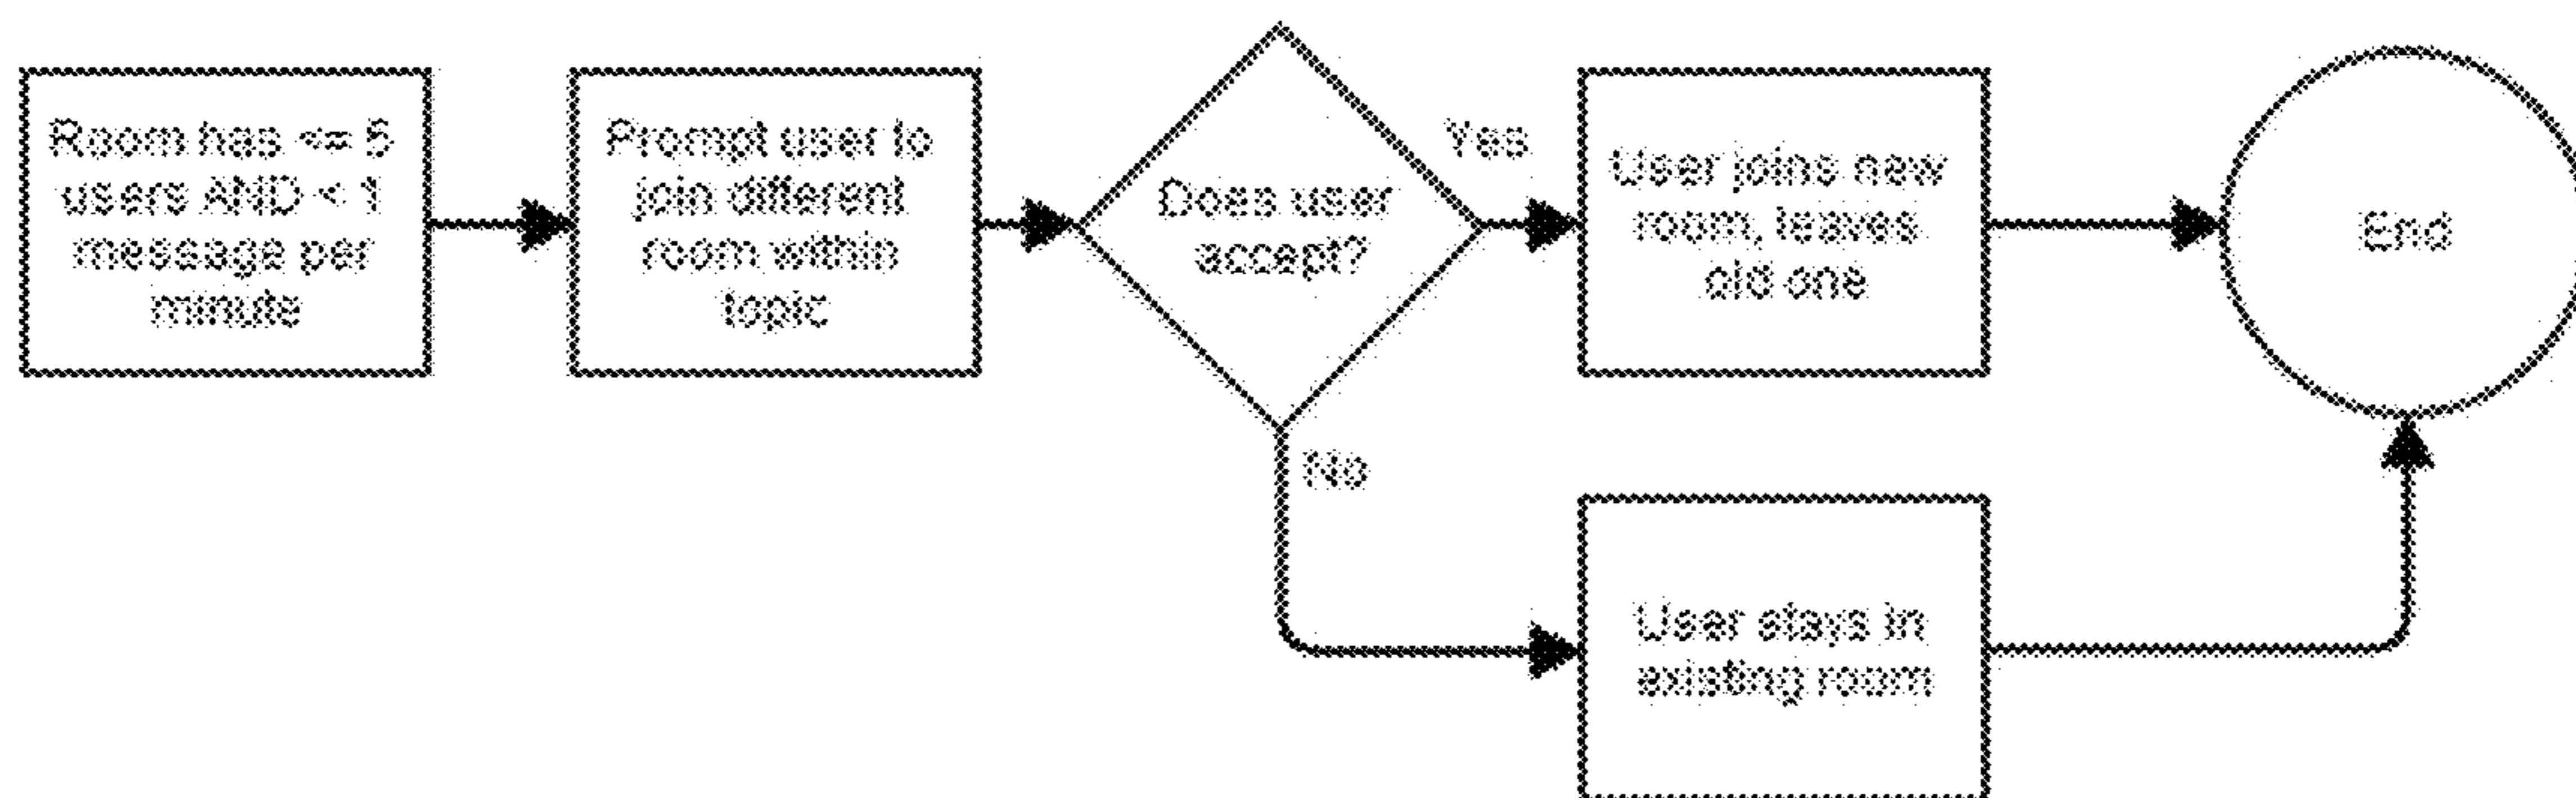 Room has <= 5
users AND < 1
message per
minute
Prompt user to
join different
room within
topic
Does user
accept?
Yes
User joins new
room, leaves
old one
End
No
User stays in
existing room